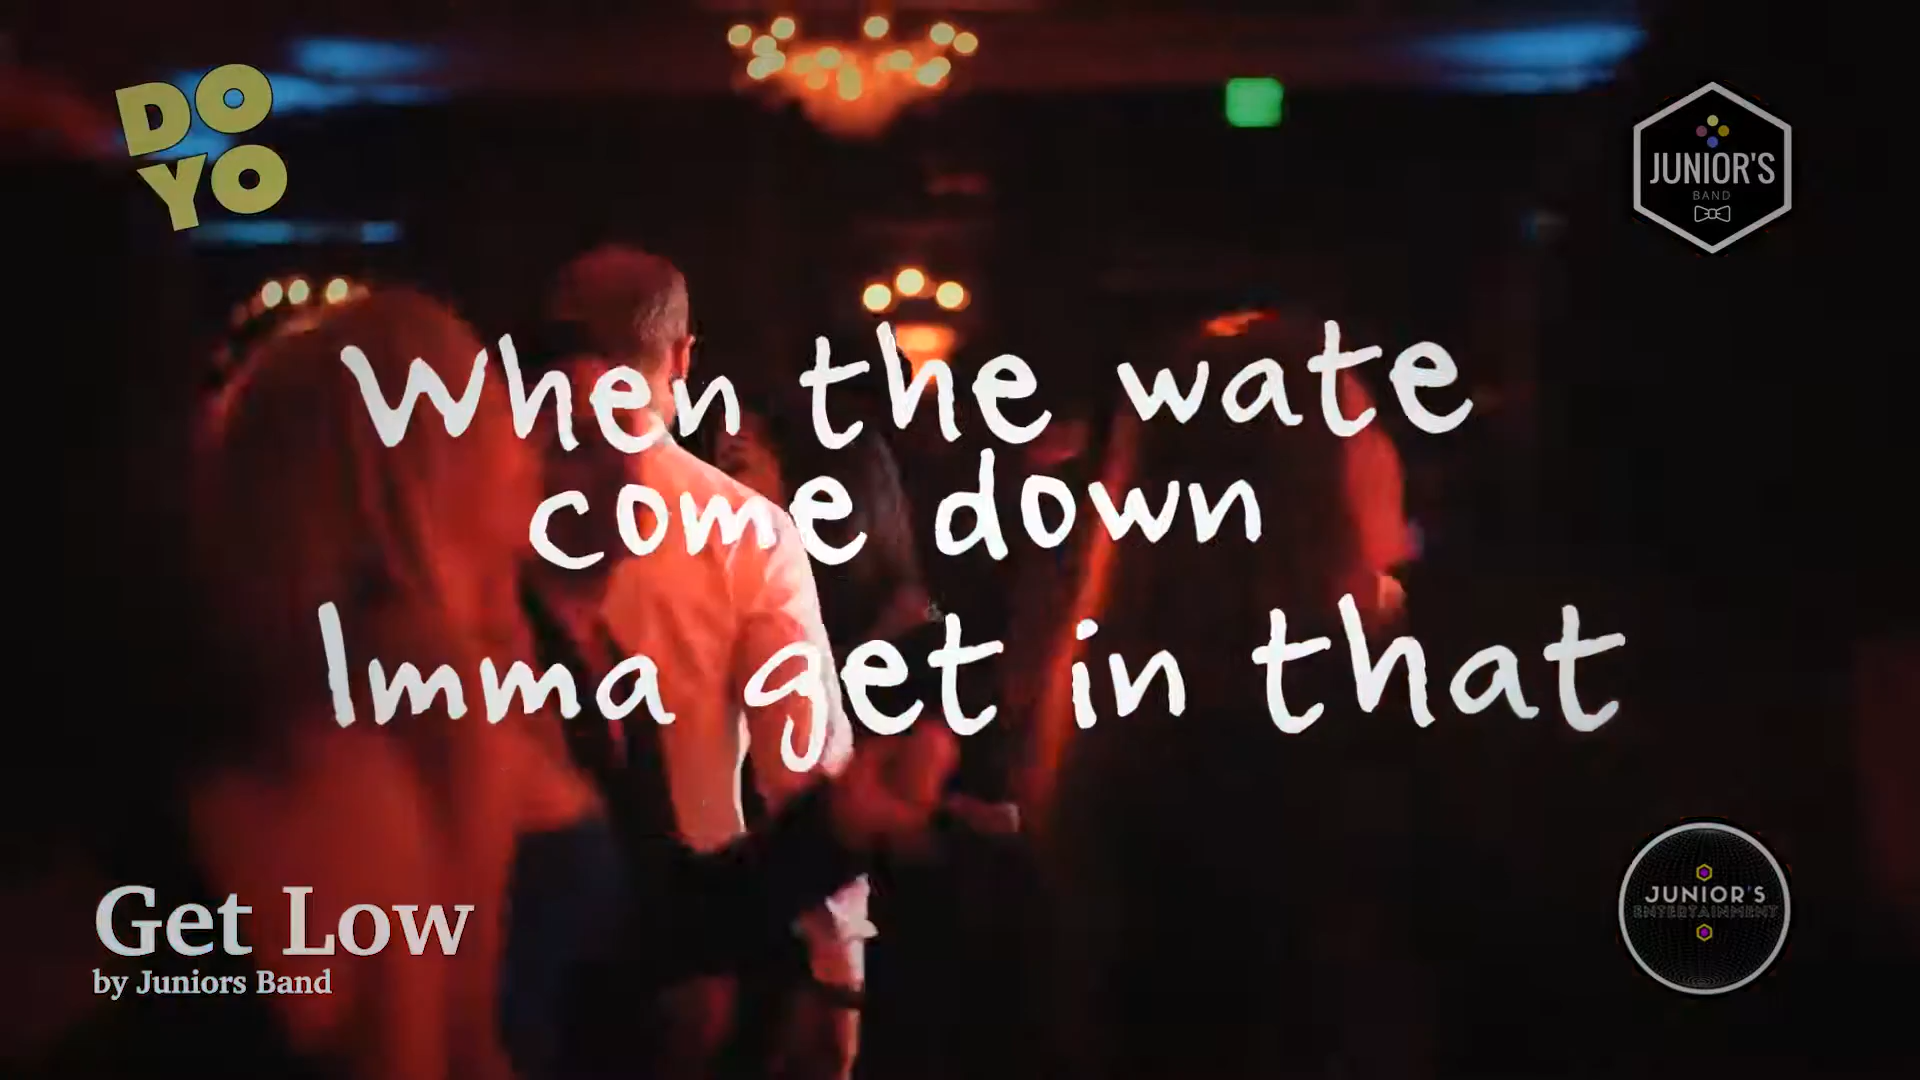 DO
YO
JUNIOR'S
BAND
When the wate
come down
Imma get in that
Get Low
by Juniors Band
JUNIOR'S
ENTERTAINMENT